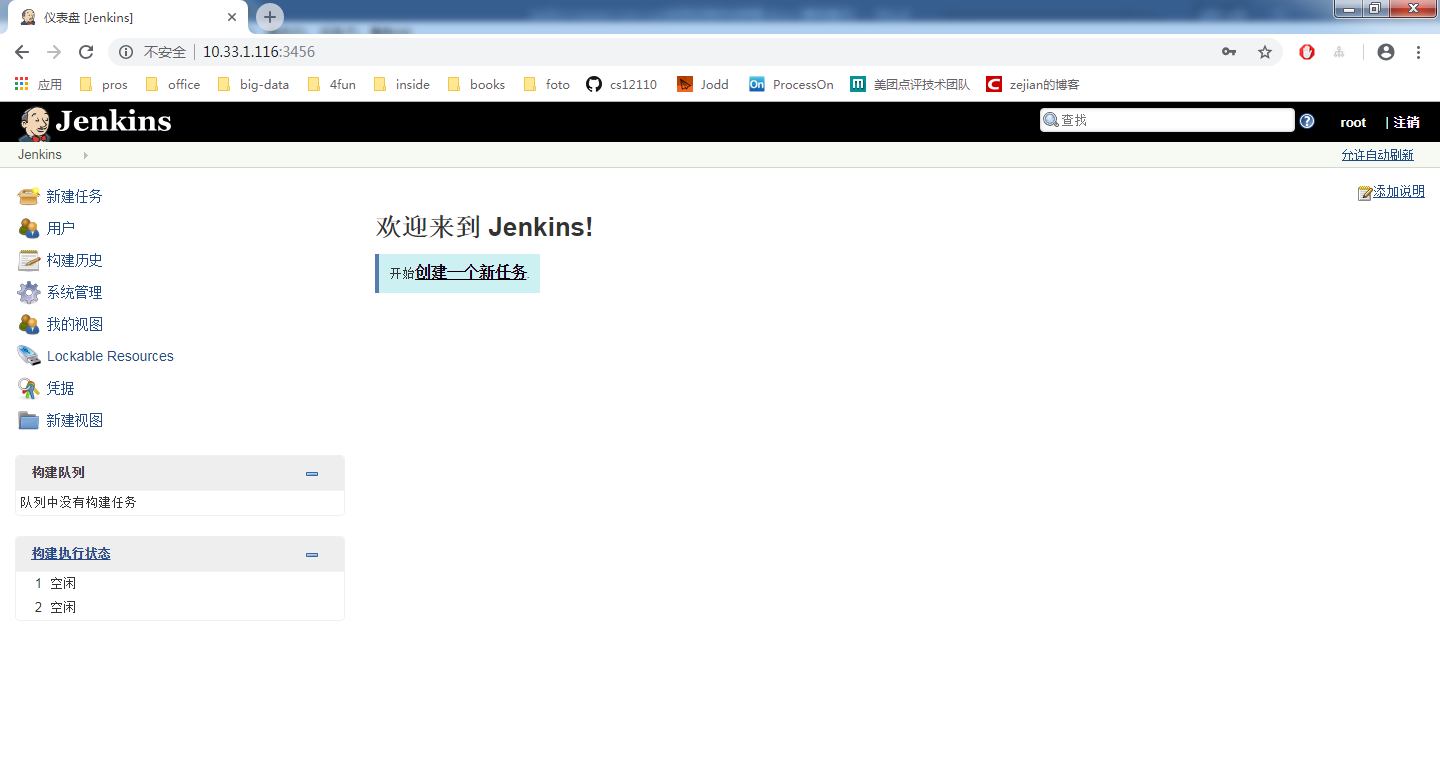 仪表盘 [Jenkins]
不安全 10.33.1.116:3456
应用 pros office big-data 4fun inside books foto cs12110 Jodd On ProcessOn 美团点评技术团队 C zejian的博客
Jenkins 查找 root | 注销
Jenkins 允许自动刷新
添加说明
新建任务
用户
构建历史
系统管理
我的视图
Lockable Resources
凭据
新建视图
欢迎来到 Jenkins!
开始创建一个新任务.
构建队列
队列中没有构建任务
构建执行状态
1 空闲
2 空闲